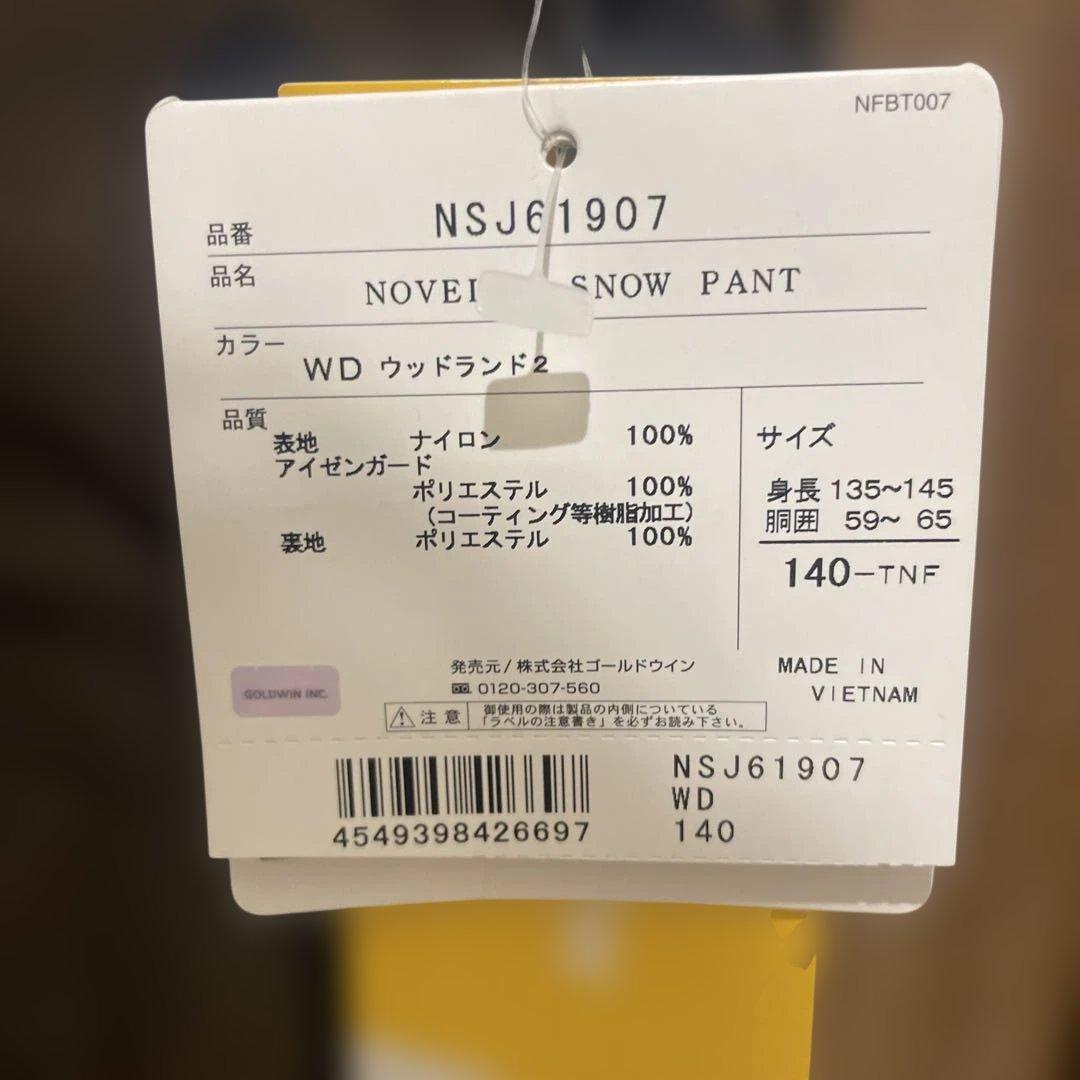 NFBT007
品番 NSJ61907
品名 SNOW PANT
カラー
WD ウッドランド2
品質
表地 ナイロン 100%
アイゼンガード
ポリエステル 100%
(コーティング等樹脂加工)
裏地 ポリエステル 100%
サイズ
身長 135~145
胴囲 59~ 65
140-TNF
発売元/株式会社ゴールドウイン
0120-307-560
MADE IN
VIETNAM
GOLDWIN INC.
注意 御使用の際は製品の内側についている
「ラベルの注意書き」を必ずお読み下さい。
4549398426697
NSJ61907
WD
140